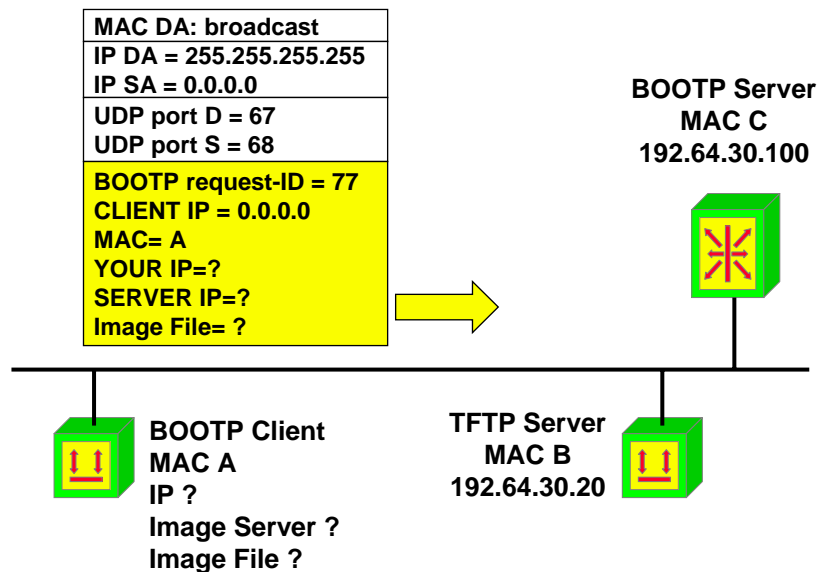 MAC DA: broadcast
IP DA = 255.255.255.255
IP SA = 0.0.0.0
UDP port D = 67
UDP port S = 68
BOOTP request-ID = 77
CLIENT IP = 0.0.0.0
MAC= A
YOUR IP=?
SERVER IP=?
Image File= ?
BOOTP Server
MAC C
192.64.30.100
BOOTP Client
MAC A
IP ?
Image Server ?
Image File ?
TFTP Server
MAC B
192.64.30.20